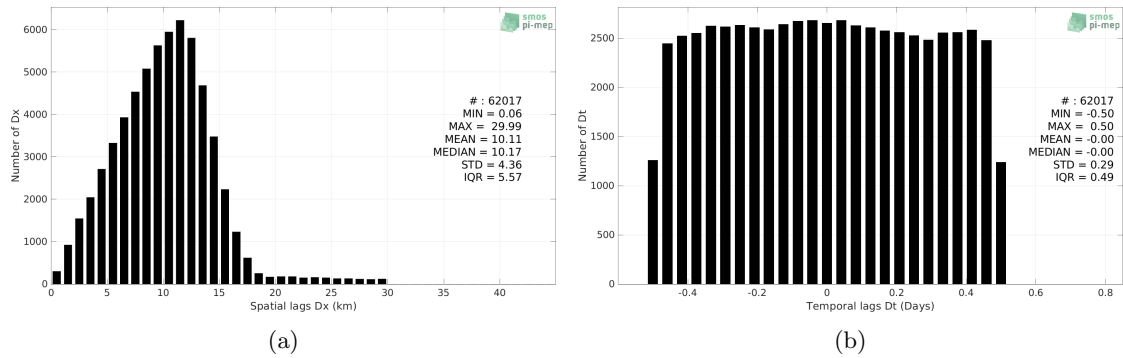 smos
pi-mep
6000
5000
4000
3000
2000
1000
0
Number of Dx
# : 62017
MIN = 0.06
MAX = 29.99
MEAN = 10.11
MEDIAN = 10.17
STD = 4.36
IQR = 5.57
0 5 10 15 20 25 30 35 40
Spatial lags Dx (km)
(a)
smos
pi-mep
2500
2000
1500
1000
500
0
Number of Dt
# : 62017
MIN = -0.50
MAX = 0.50
MEAN = -0.00
MEDIAN = -0.00
STD = 0.29
IQR = 0.49
-0.4 -0.2 0 0.2 0.4 0.6 0.8
Temporal lags Dt (Days)
(b)